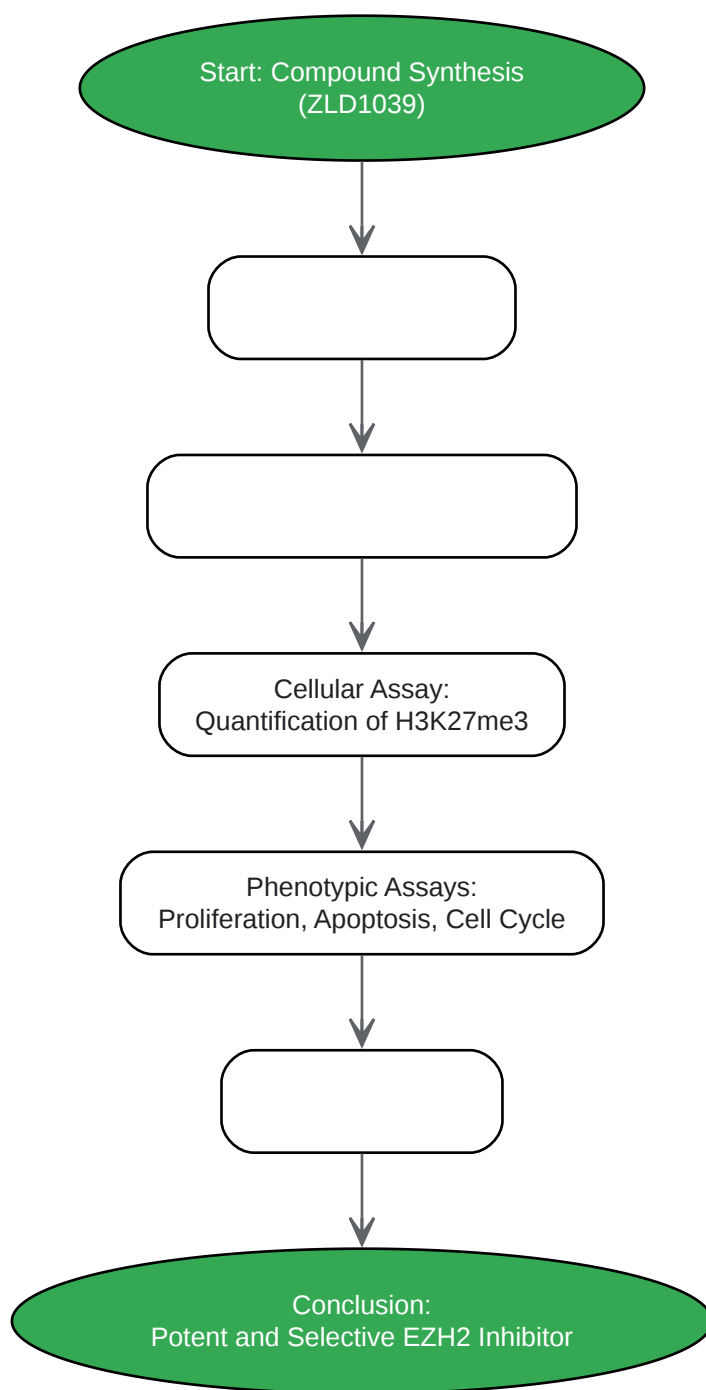 Start: Compound Synthesis
(ZLD1039)
Cellular Assay:
Quantification of H3K27me3
Phenotypic Assays:
Proliferation, Apoptosis, Cell Cycle
Conclusion:
Potent and Selective EZH2 Inhibitor